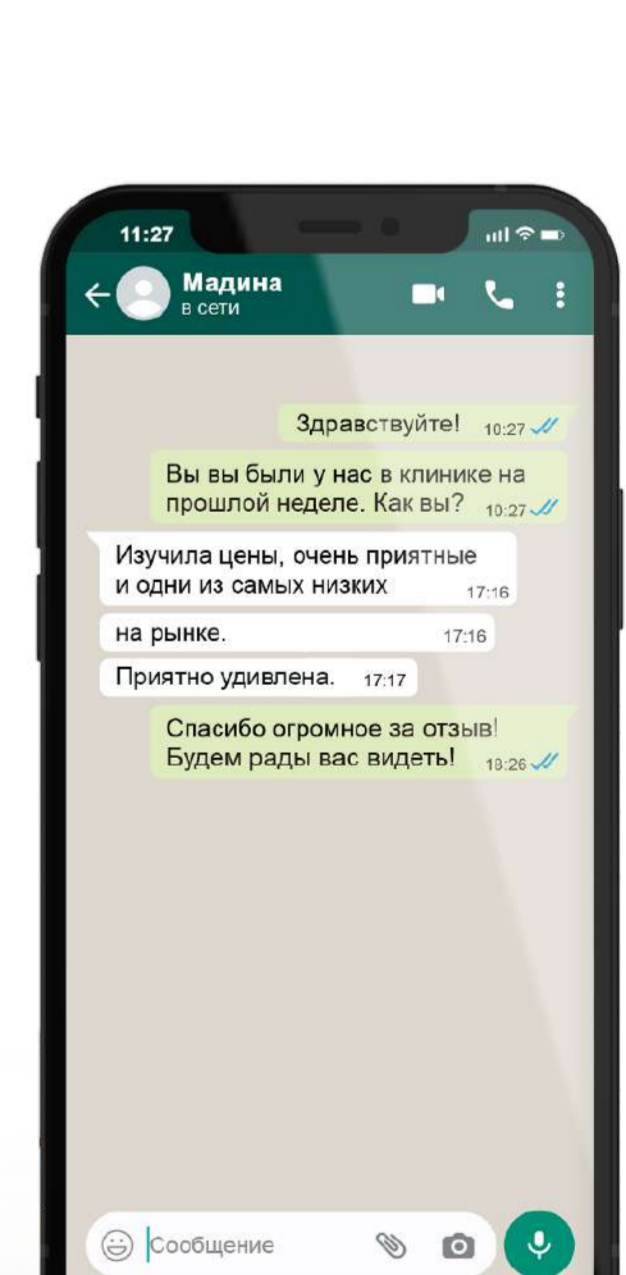 11:27
Мадина
в сети
Здравствуйте! 10:27
Вы вы были у нас в клинике на
прошлой неделе. Как вы? 10:27
Изучила цены, очень приятные
и одни из самых низких 17:16
на рынке. 17:16
Приятно удивлена. 17:17
Спасибо огромное за отзыв!
Будем рады вас видеть! 18:26
Сообщение